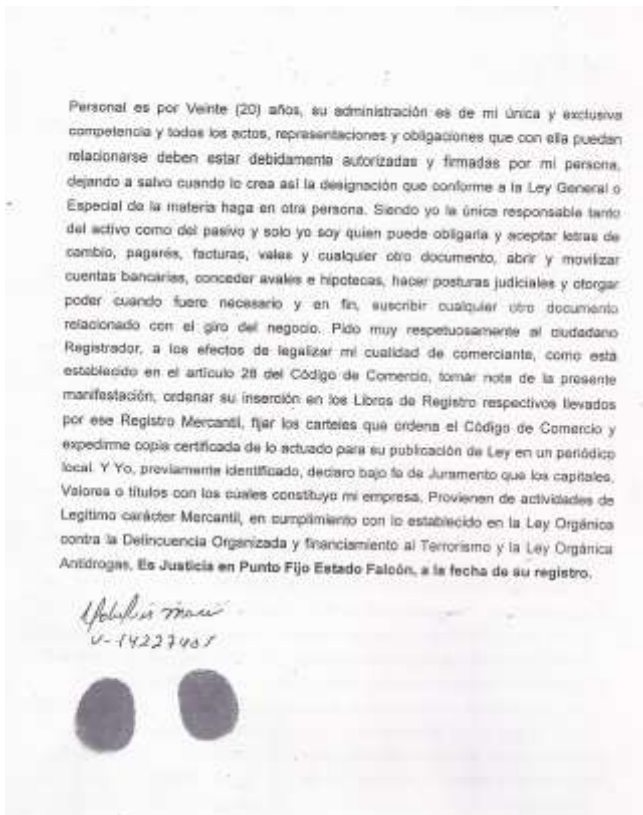 Personal es por Veinte (20) años, su administración es de mi única y exclusiva
competencia y todos los actos, representaciones y obligaciones que con ella puedan
relacionarse deben estar debidamente autorizadas y firmadas por mi persona,
dejando a salvo cuando lo crea así la designación que conforme a la Ley General o
Especial de la materia haga en otra persona. Siendo yo la única responsable tanto
del activo como del pasivo y solo yo soy quien puede obligarla y aceptar letras de
cambio, pagarés, facturas, vales y cualquier otro documento, abrir y movilizar
cuentas bancarias, conceder avales e hipotecas, hacer posturas judiciales y otorgar
poder cuando fuere necesario y en fin, suscribir cualquier otro documento
relacionado con el giro del negocio. Pido muy respetuosamente al ciudadano
Registrador, a los efectos de legalizar mi cualidad de comerciante, como está
establecido en el artículo 28 del Código de Comercio, tomar nota de la presente
manifestación, ordenar su inserción en los Libros de Registro respectivos llevados
por ese Registro Mercantil, fijar los carteles que ordena el Código de Comercio y
expedirme copia certificada de lo actuado para su publicación de Ley en un periódico
local. Y Yo, previamente identificado, declaro bajo fe de Juramento que los capitales,
Valores o títulos con los cuales constituyo mi empresa, Provienen de actividades de
Legítimo carácter Mercantil, en cumplimiento con lo establecido en la Ley Orgánica
contra la Delincuencia Organizada y financiamiento al Terrorismo y la Ley Orgánica
Antidrogas. Es Justicia en Punto Fijo Estado Falcón, a la fecha de su registro.